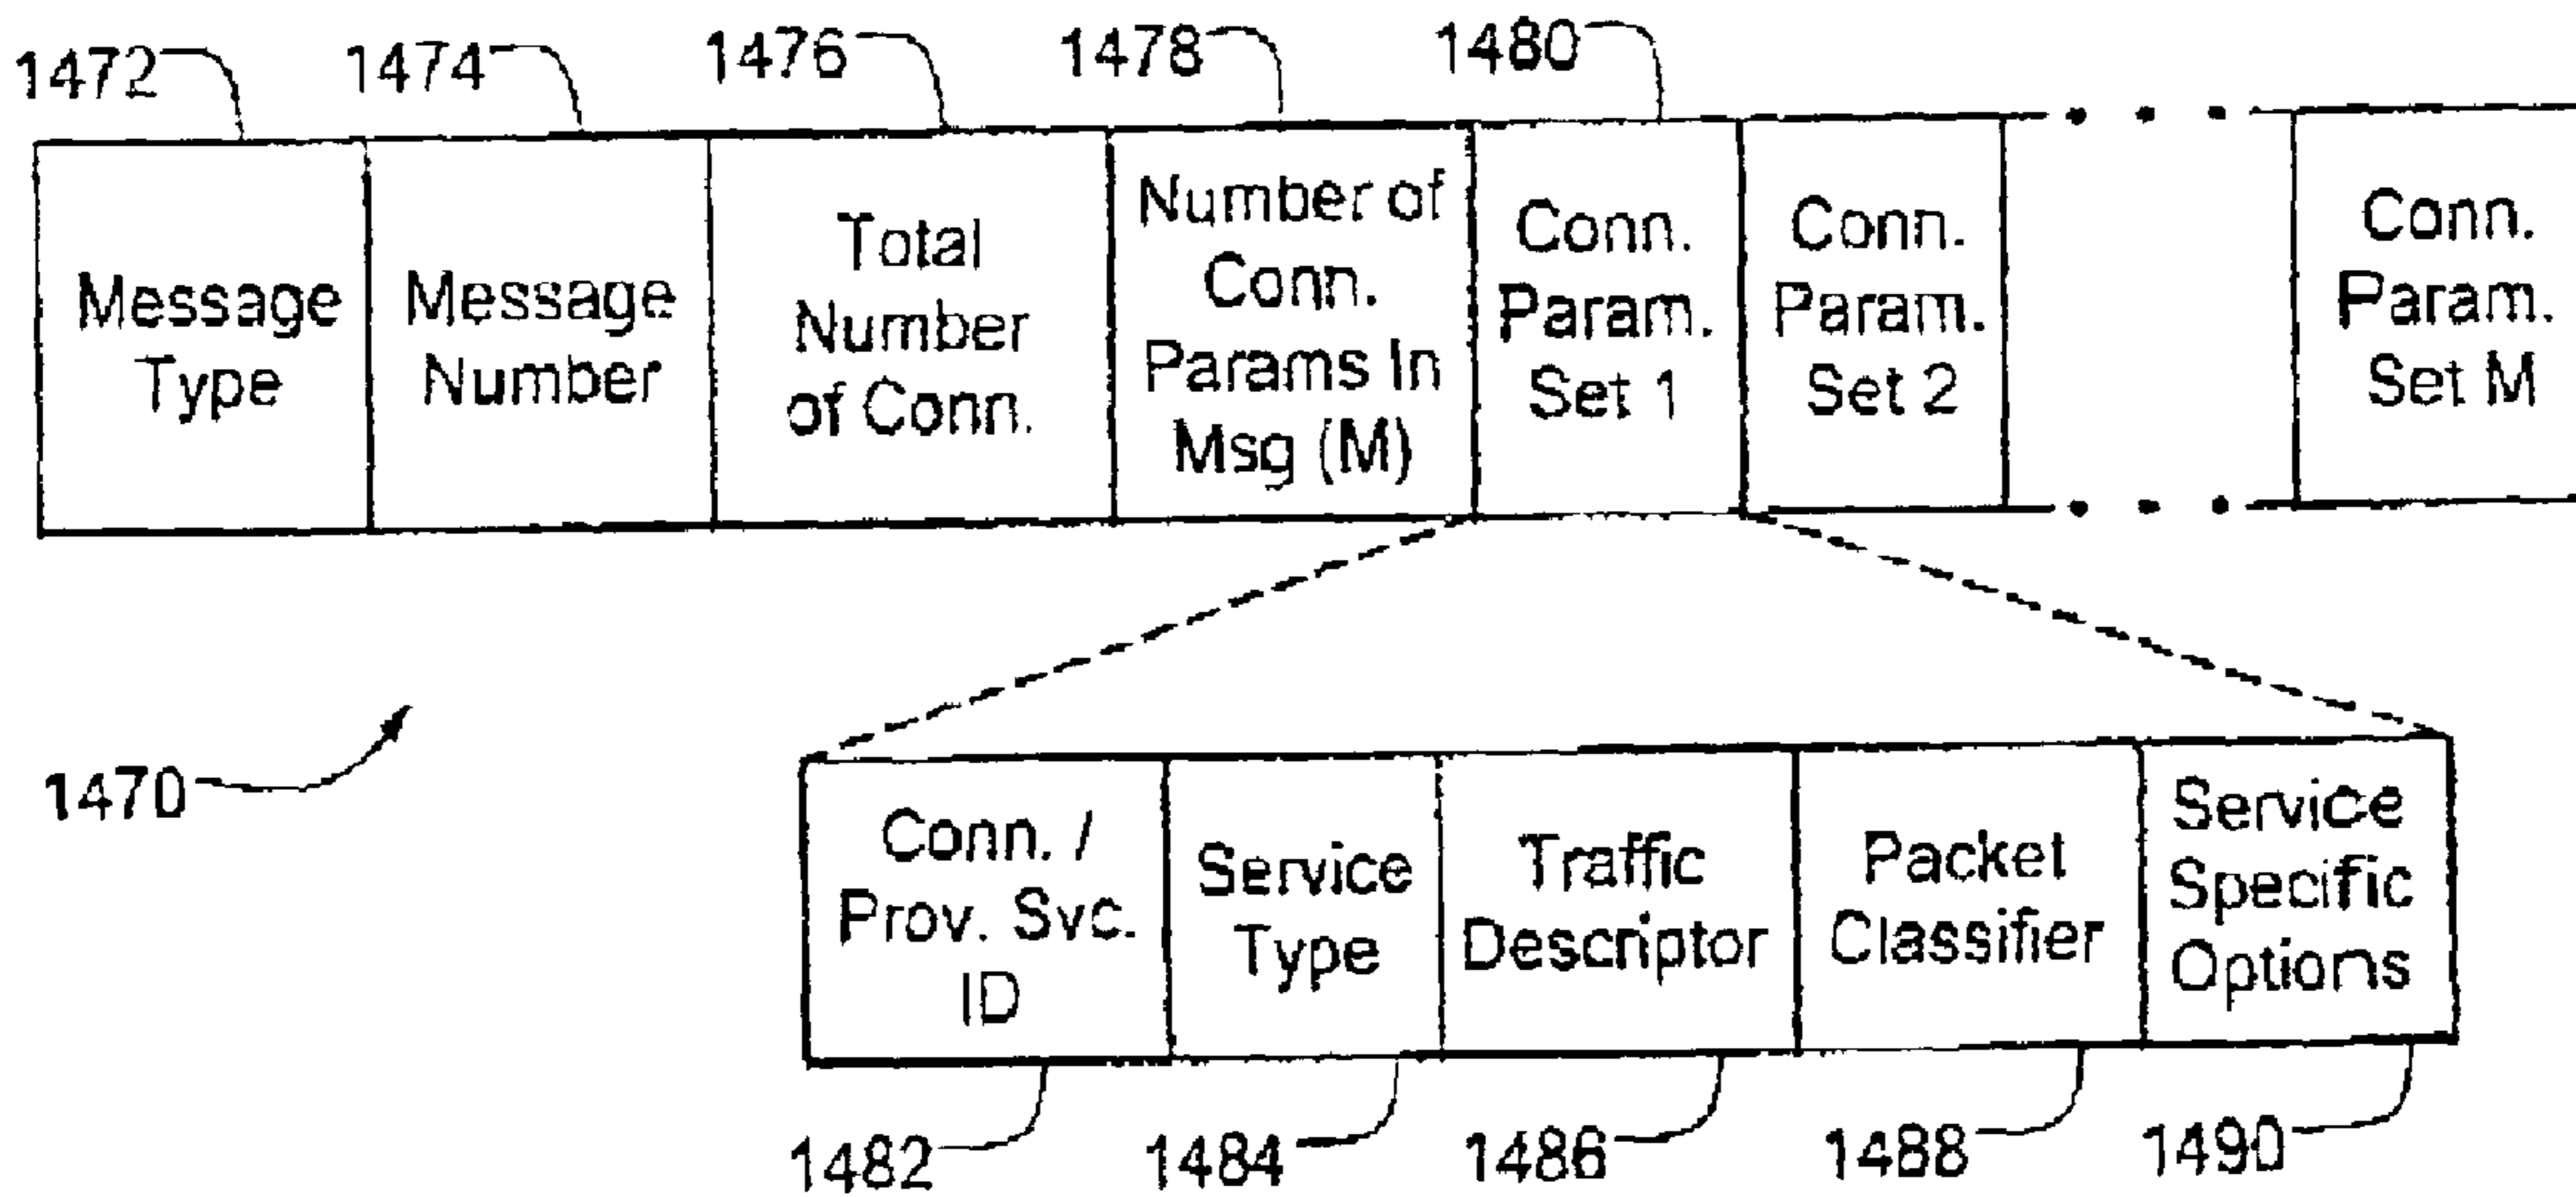 1472
1474
1476
1478
1480
Message
Type
Message
Number
Total
Number
of Conn.
Number of
Conn.
Params In
Msg (M)
Conn.
Param.
Set 1
Conn.
Param.
Set 2
Conn.
Param.
Set M
1470
Conn. /
Prov. Svc.
ID
Service
Type
Traffic
Descriptor
Packet
Classifier
Service
Specific
Options
1482
1484
1486
1488
1490